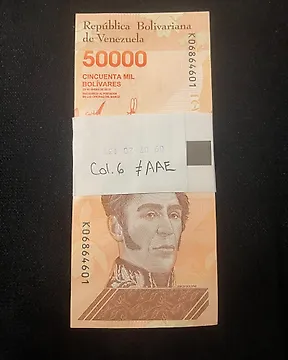 República Bolivariana
de Venezuela
50000
CINCUENTA MIL
BOLÍVARES
K06864601
Col.6 ≠AAE
K06864601